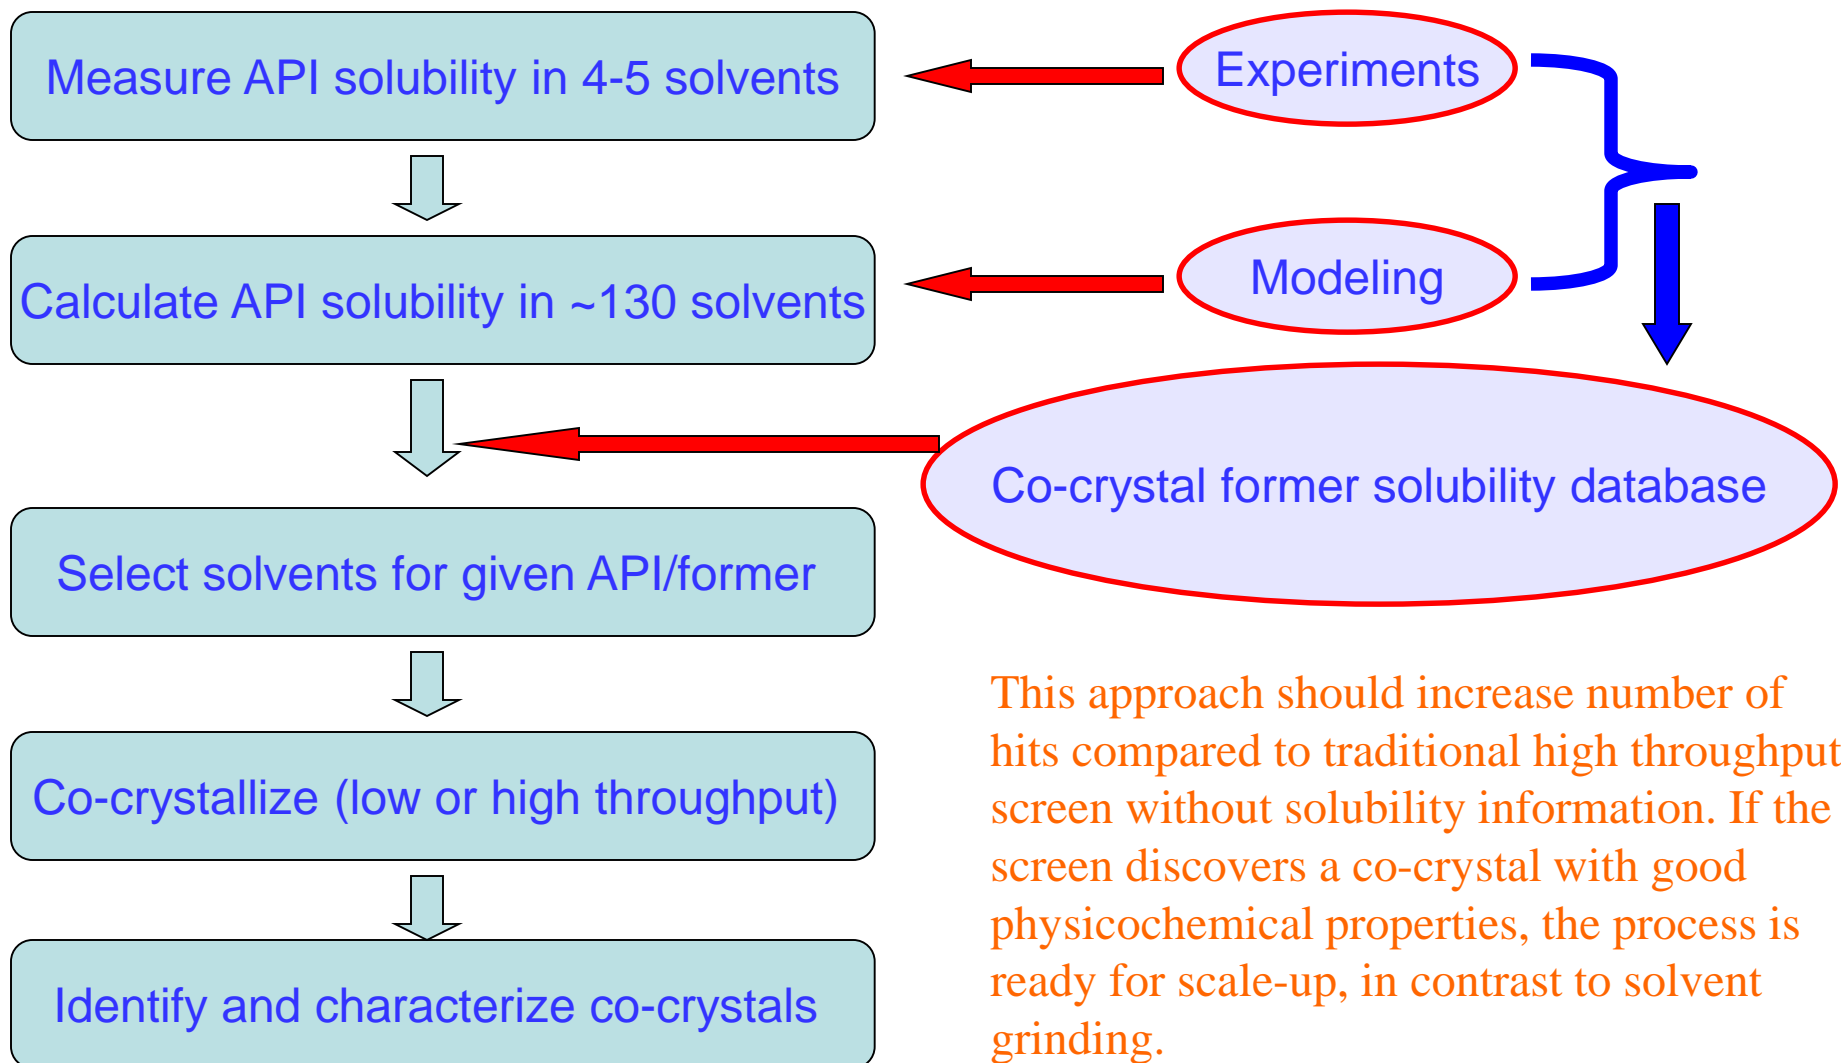 Measure API solubility in 4-5 solvents
Experiments
Calculate API solubility in ~130 solvents
Modeling
Co-crystal former solubility database
Select solvents for given API/former
Co-crystallize (low or high throughput)
Identify and characterize co-crystals
This approach should increase number of
hits compared to traditional high throughput
screen without solubility information. If the
screen discovers a co-crystal with good
physicochemical properties, the process is
ready for scale-up, in contrast to solvent
grinding.